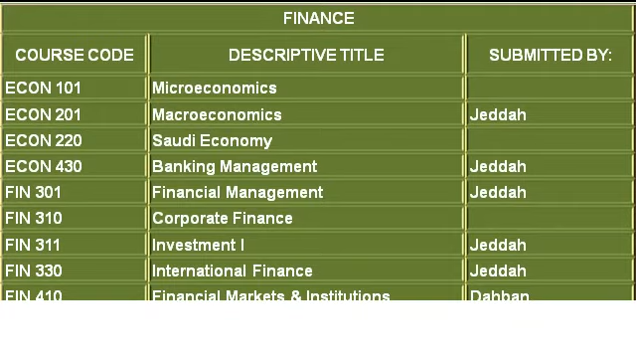 FINANCE
COURSE CODE DESCRIPTIVE TITLE SUBMITTED BY:
ECON 101 Microeconomics
ECON 201 Macroeconomics Jeddah
ECON 220 Saudi Economy
ECON 430 Banking Management Jeddah
FIN 301 Financial Management Jeddah
FIN 310 Corporate Finance
FIN 311 Investment I Jeddah
FIN 330 International Finance Jeddah
FIN 410 Financial Markets & Institutions Dahban